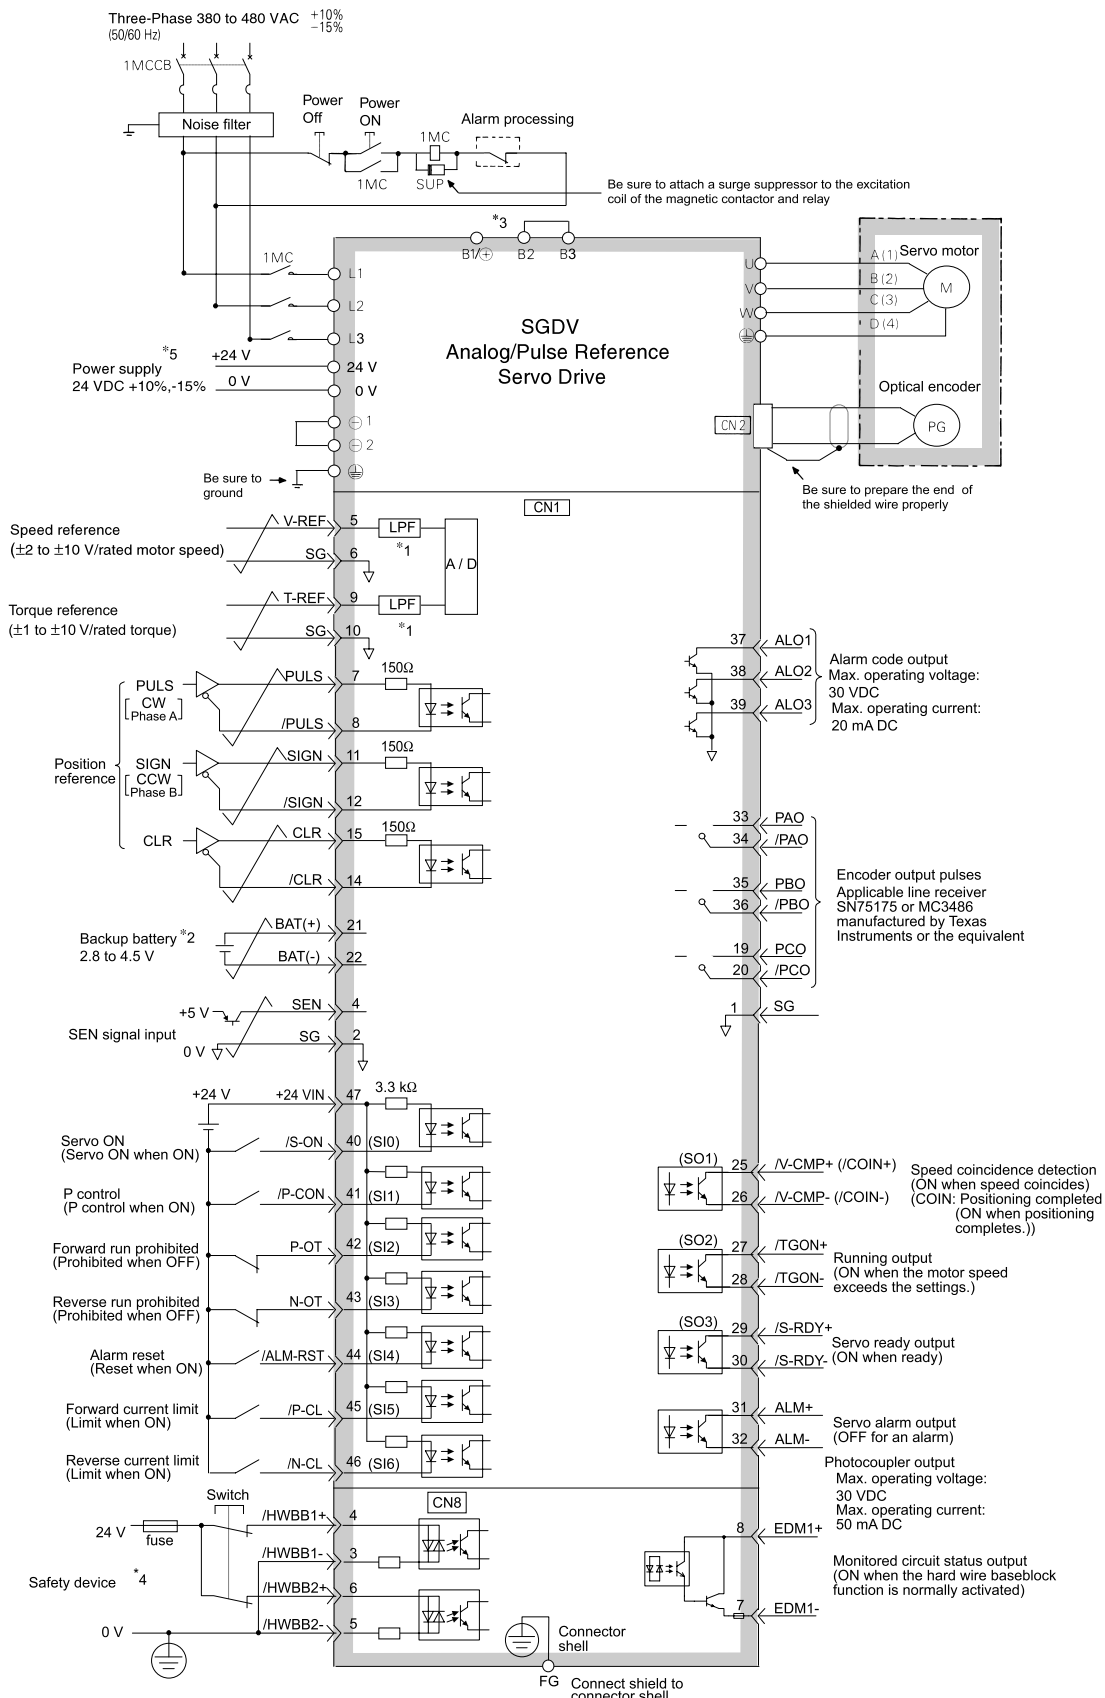 Three-Phase 380 to 480 VAC +10% -15%
(50/60 Hz)
1MCCB
Noise filter
Power
Off
Power
ON
1MC
1MC
SUP
Alarm processing
Be sure to attach a surge suppressor to the excitation
coil of the magnetic contactor and relay
*3
B1/⊕ B2 B3
1MC
L1
L2
L3
*5
Power supply
24 VDC +10%,-15%
+24 V
0 V
24 V
0 V
⊖ 1
⊖ 2
Be sure to
ground
SGDV
Analog/Pulse Reference
Servo Drive
U
V
W
A (1)
B (2)
C (3)
D (4)
Servo motor
M
Optical encoder
PG
CN2
Be sure to prepare the end of
the shielded wire properly
CN1
Speed reference
(±2 to ±10 V/rated motor speed)
V-REF 5 LPF
*1
SG 6
A / D
Torque reference
(±1 to ±10 V/rated torque)
T-REF 9 LPF
*1
SG 10
Position
reference
PULS
CW
Phase A
PULS 7 150Ω
/PULS 8
SIGN
CCW
Phase B
SIGN 11 150Ω
/SIGN 12
CLR
CLR 15 150Ω
/CLR 14
Backup battery *2
2.8 to 4.5 V
BAT(+) 21
BAT(-) 22
SEN signal input
+5 V
0 V
SEN 4
SG 2
+24 V
+24 VIN 47 3.3 kΩ
Servo ON
(Servo ON when ON)
/S-ON 40 (SI0)
P control
(P control when ON)
/P-CON 41 (SI1)
Forward run prohibited
(Prohibited when OFF)
P-OT 42 (SI2)
Reverse run prohibited
(Prohibited when OFF)
N-OT 43 (SI3)
Alarm reset
(Reset when ON)
/ALM-RST 44 (SI4)
Forward current limit
(Limit when ON)
/P-CL 45 (SI5)
Reverse current limit
(Limit when ON)
/N-CL 46 (SI6)
37 ALO1
38 ALO2
39 ALO3
Alarm code output
Max. operating voltage:
30 VDC
Max. operating current:
20 mA DC
33 PAO
34 /PAO
35 PBO
36 /PBO
19 PCO
20 /PCO
Encoder output pulses
Applicable line receiver
SN75175 or MC3486
manufactured by Texas
Instruments or the equivalent
1 SG
(SO1) 25 /V-CMP+ (/COIN+)
26 /V-CMP- (/COIN-)
Speed coincidence detection
(ON when speed coincides)
(COIN: Positioning completed
(ON when positioning
completes.))
(SO2) 27 /TGON+
28 /TGON-
Running output
(ON when the motor speed
exceeds the settings.)
(SO3) 29 /S-RDY+
30 /S-RDY-
Servo ready output
(ON when ready)
31 ALM+
32 ALM-
Servo alarm output
(OFF for an alarm)
Photocoupler output
Max. operating voltage:
30 VDC
Max. operating current:
50 mA DC
CN8
Switch
24 V
fuse
Safety device *4
0 V
/HWBB1+ 4
/HWBB1- 3
/HWBB2+ 6
/HWBB2- 5
8 EDM1+
7 EDM1-
Monitored circuit status output
(ON when the hard wire baseblock
function is normally activated)
Connector
shell
FG
Connect shield to
connector shell